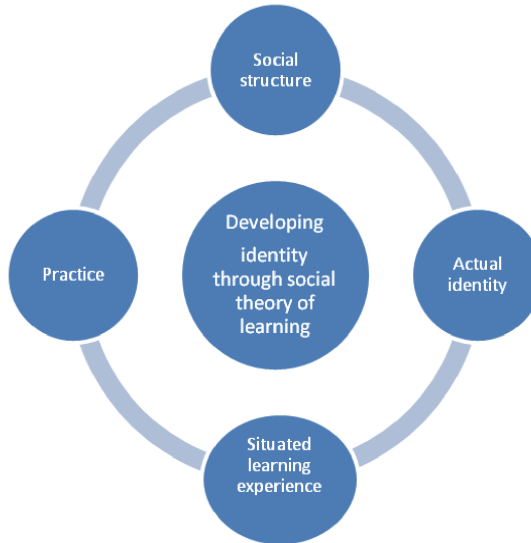 Social
structure
Developing
identity
through social
theory of
learning
Practice
Actual
identity
Situated
learning
experience